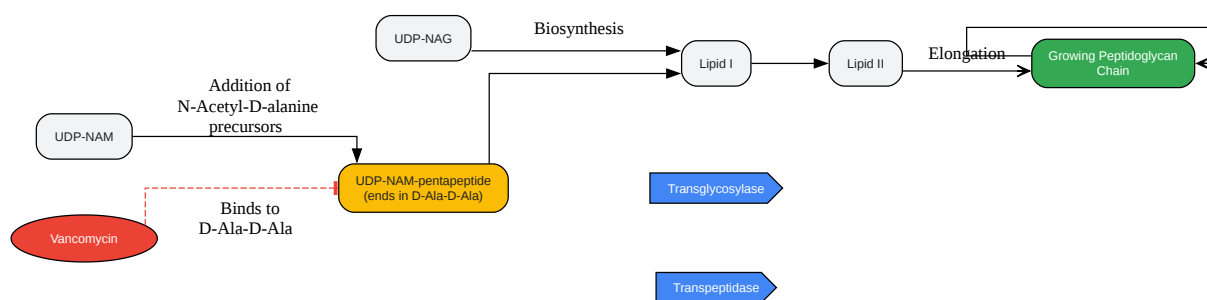 UDP-NAG
Biosynthesis
Lipid I
Lipid II
Elongation
Growing Peptidoglycan
Chain
Addition of
N-Acetyl-D-alanine
precursors
UDP-NAM
UDP-NAM-pentapeptide
(ends in D-Ala-D-Ala)
Transglycosylase
Binds to
D-Ala-D-Ala
Vancomycin
Transpeptidase